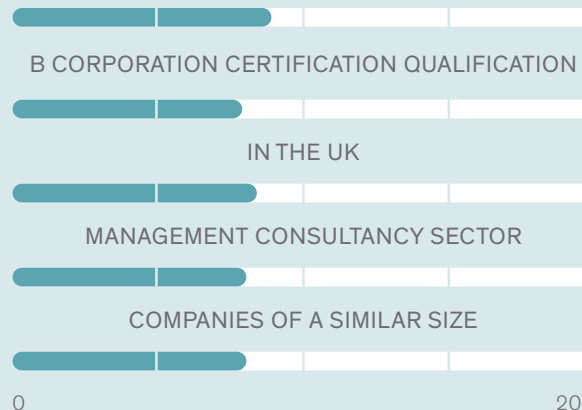 B CORPORATION CERTIFICATION QUALIFICATION
IN THE UK
MANAGEMENT CONSULTANCY SECTOR
COMPANIES OF A SIMILAR SIZE
0 20